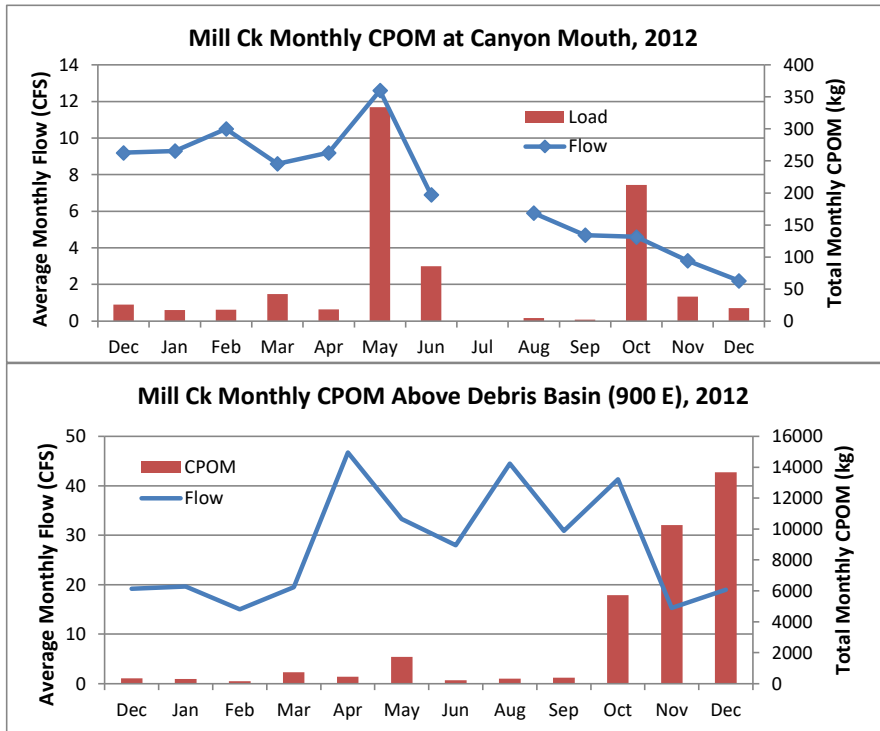 Mill Ck Monthly CPOM at Canyon Mouth, 2012
Average Monthly Flow (CFS)
14
12
10
8
6
4
2
0
Load
Flow
400
350
300
250
200
150
100
50
0
Total Monthly CPOM (kg)
Dec Jan Feb Mar Apr May Jun Jul Aug Sep Oct Nov Dec
Mill Ck Monthly CPOM Above Debris Basin (900 E), 2012
Average Monthly Flow (CFS)
50
40
30
20
10
0
CPOM
Flow
16000
14000
12000
10000
8000
6000
4000
2000
0
Total Monthly CPOM (kg)
Dec Jan Feb Mar Apr May Jun Aug Sep Oct Nov Dec